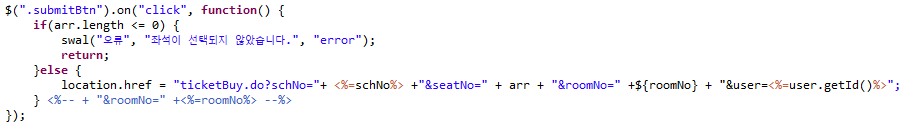 $(".submitBtn").on("click", function() {
    if(arr.length <= 0) {
        swal("오류", "좌석이 선택되지 않았습니다.", "error");
        return;
    }else {
        location.href = "ticketBuy.do?schNo="+ <%=schNo%> +"&seatNo=" + arr + "&roomNo=" +${roomNo} + "&user=<%=user.getId()%>";
    } <%-- + "&roomNo=" +<%=roomNo%> --%>
});